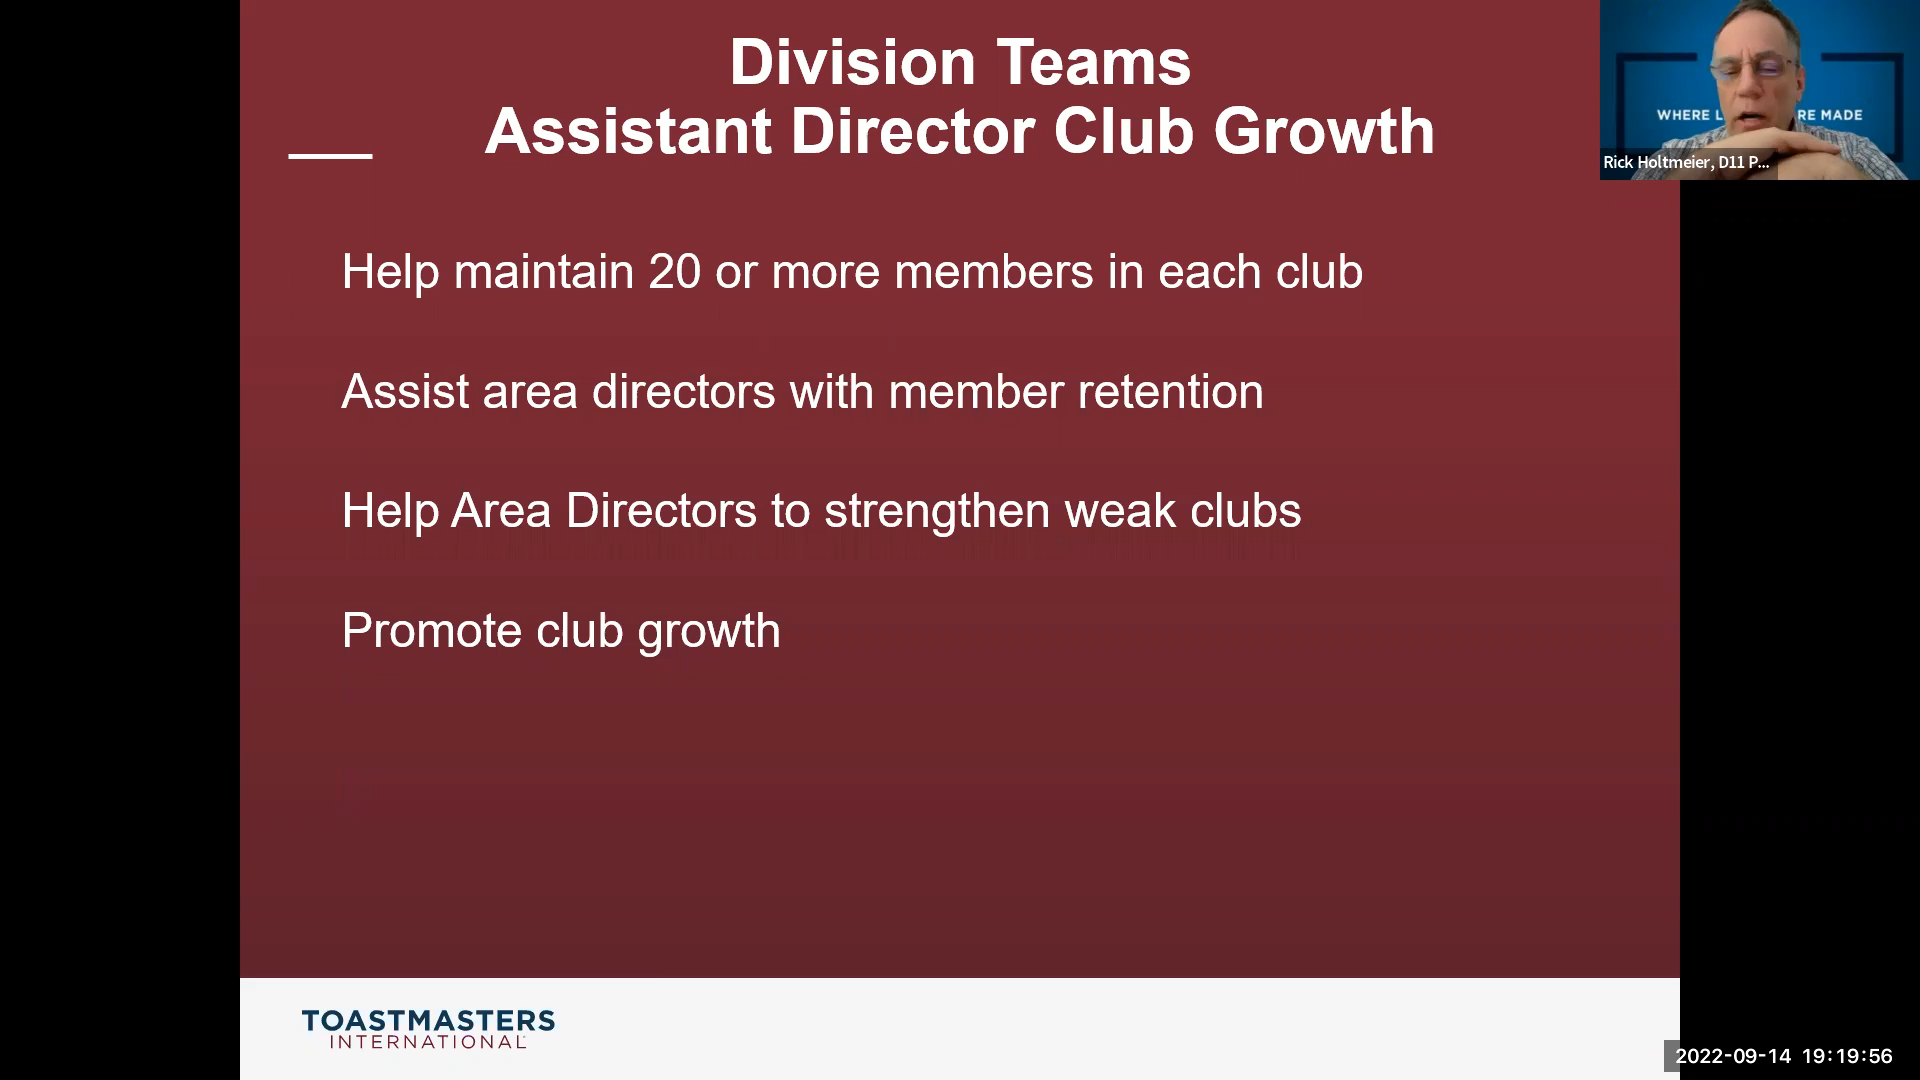 Division Teams
Assistant Director Club Growth
Help maintain 20 or more members in each club
Assist area directors with member retention
Help Area Directors to strengthen weak clubs
Promote club growth
WHERE L RE MADE
Rick Holtmeier, D11 P...
TOASTMASTERS
INTERNATIONAL
2022-09-14 19:19:56